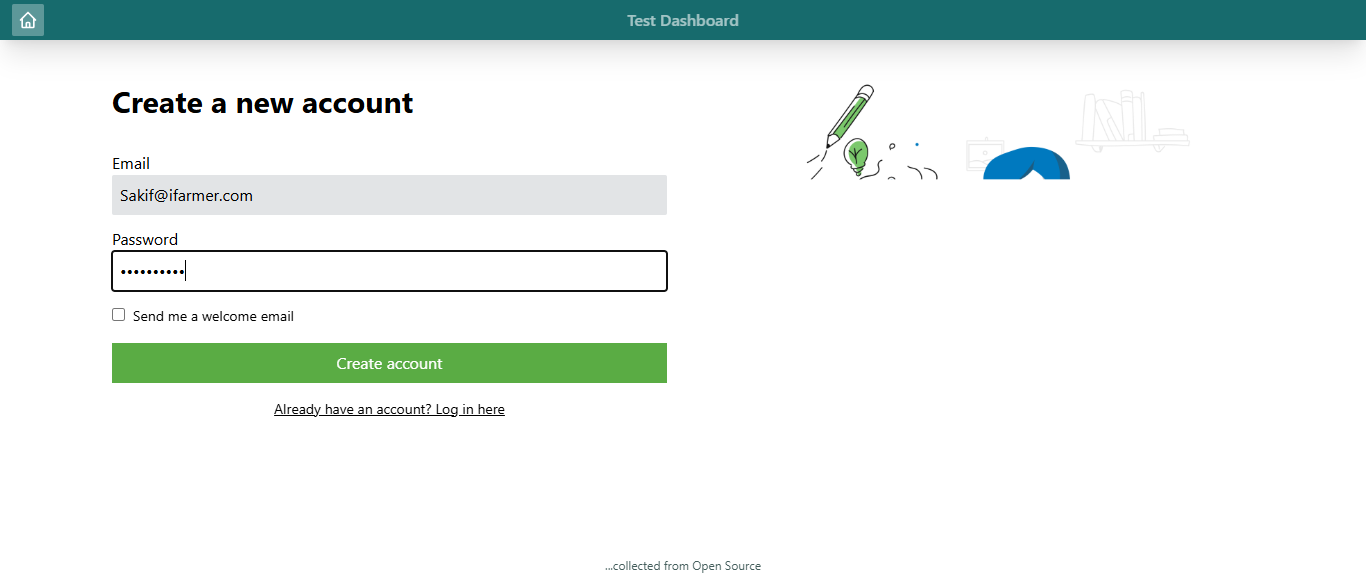 Test Dashboard
Create a new account
Email
Sakif@ifarmer.com
Password
••••••••••
Send me a welcome email
Create account
Already have an account? Log in here
...collected from Open Source